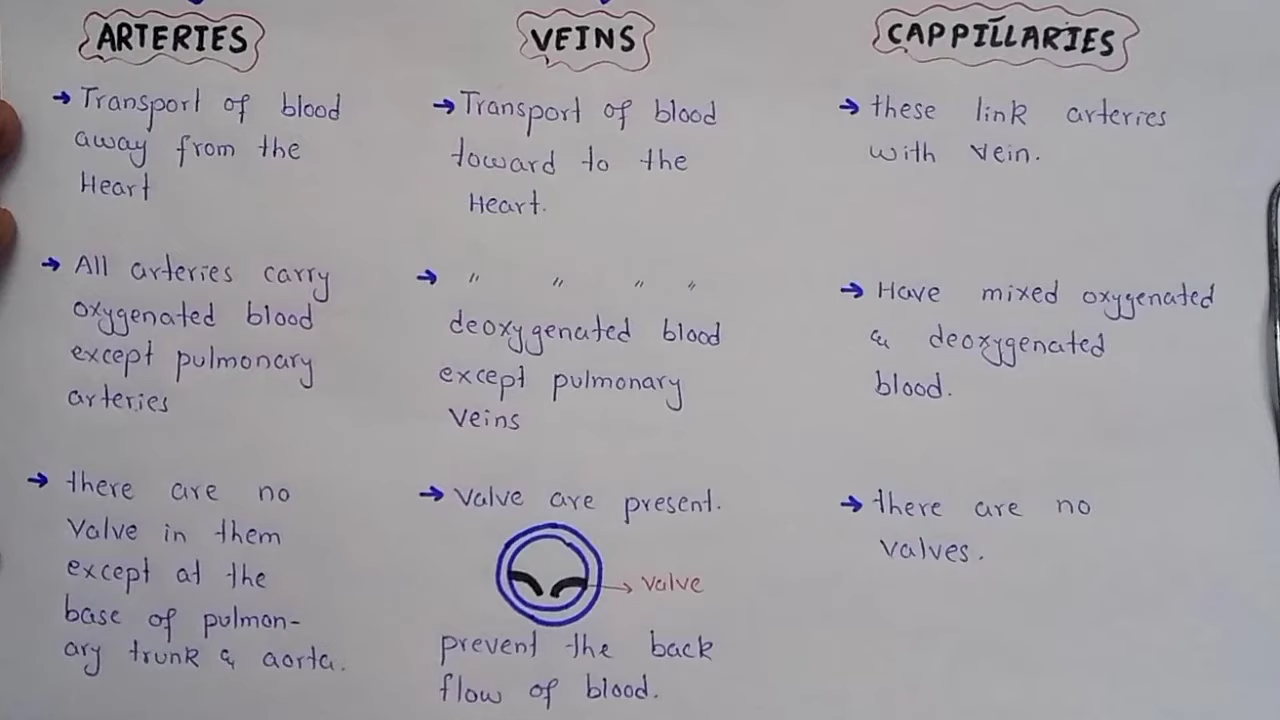 ARTERIES
→ Transport of blood
away from the
Heart
→ All arteries carry
oxygenated blood
except pulmonary
arteries
→ there are no
Valve in them
except at the
base of pulmon-
ary trunk & aorta.
VEINS
→ Transport of blood
toward to the
Heart.
→ " " " "
deoxygenated blood
except pulmonary
Veins
→ Valve are present.
→ Valve
prevent the back
flow of blood.
CAPPILLARIES
→ these link arteries
with vein.
→ Have mixed oxygenated
& deoxygenated
blood.
→ there are no
valves.